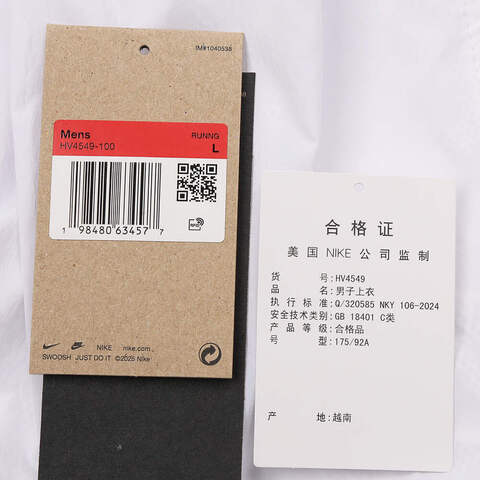 IM#1040535
Mens RUNNG
HV4549-100 L
1 98480 63457 7
RFID
NIKE nike.com
SWOOSH JUST DO IT ©2025 Nike
合格证
美国 NIKE 公司监制
货 号:HV4549
品 名:男子上衣
执行标准:Q/320585 NKY 106-2024
安全技术类别:GB 18401 C类
产品等级:合格品
号 型:175/92A
产 地:越南